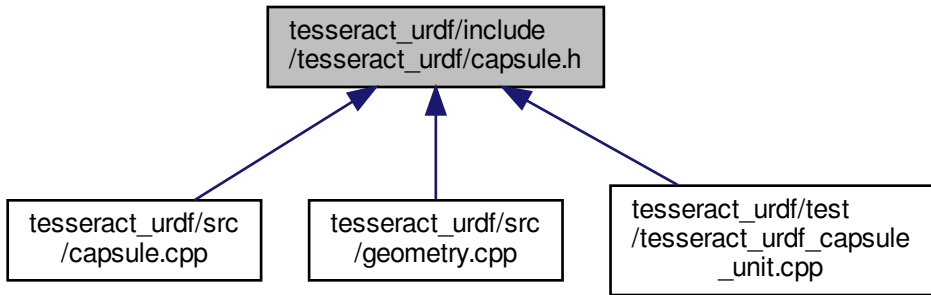 tesseract_urdf/include
/tesseract_urdf/capsule.h
tesseract_urdf/src
/capsule.cpp
tesseract_urdf/src
/geometry.cpp
tesseract_urdf/test
/tesseract_urdf_capsule
_unit.cpp